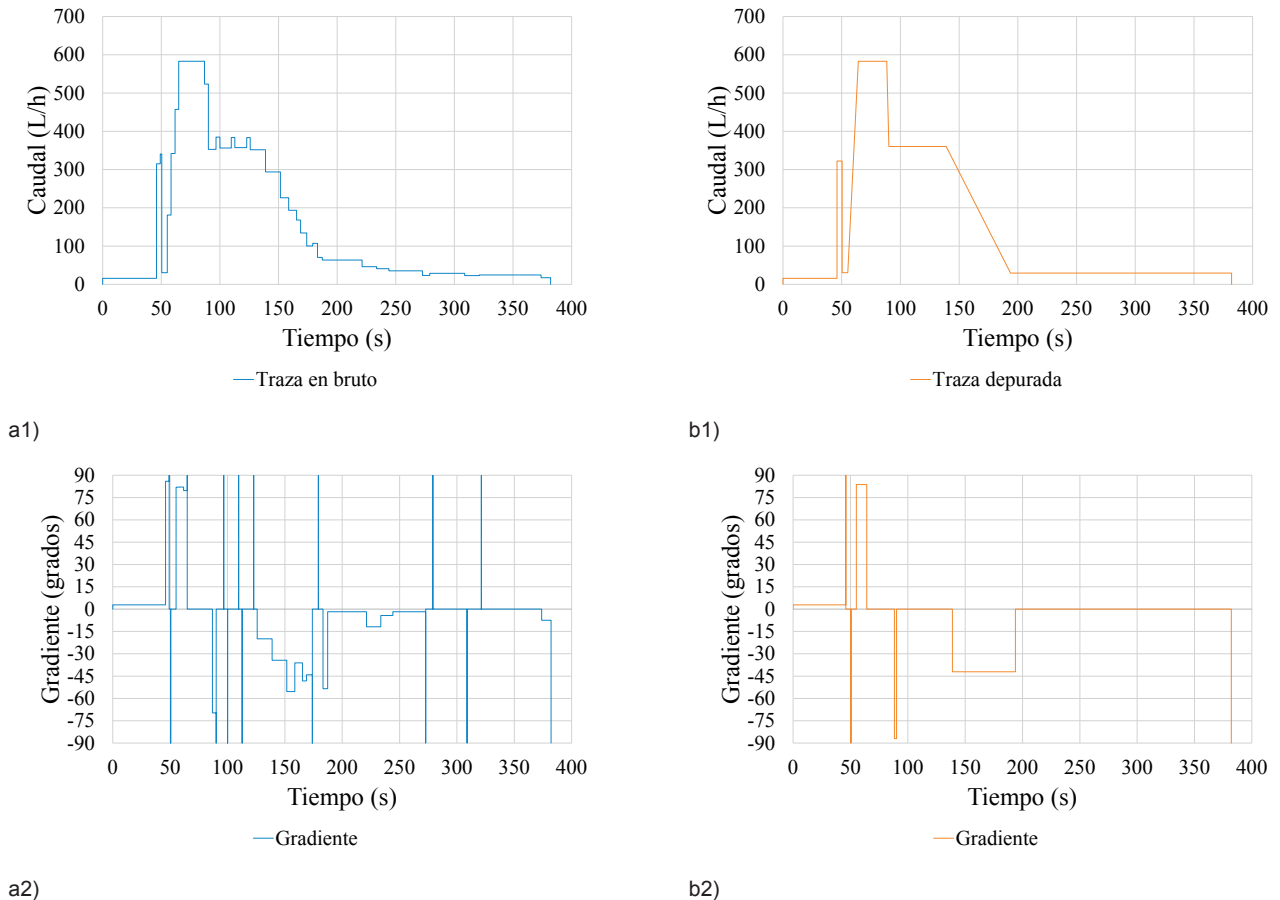 700
600
500
400
300
200
100
0
Caudal (L/h)
0 50 100 150 200 250 300 350 400
Tiempo (s)
Traza en bruto
a1)
700
600
500
400
300
200
100
0
Caudal (L/h)
0 50 100 150 200 250 300 350 400
Tiempo (s)
Traza depurada
b1)
90
75
60
45
30
15
0
-15
-30
-45
-60
-75
-90
Gradiente (grados)
0 50 100 150 200 250 300 350 400
Tiempo (s)
Gradiente
a2)
90
75
60
45
30
15
0
-15
-30
-45
-60
-75
-90
Gradiente (grados)
0 50 100 150 200 250 300 350 400
Tiempo (s)
Gradiente
b2)